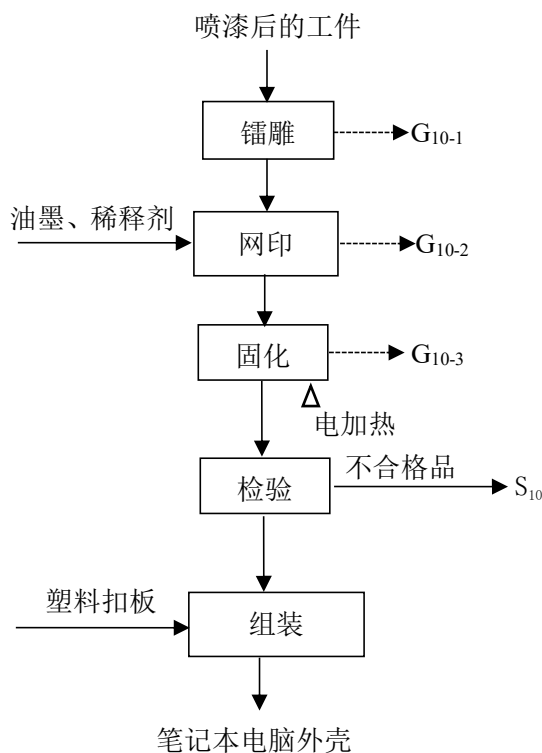 喷漆后的工件
镭雕
G10-1
油墨、稀释剂
网印
G10-2
固化
G10-3
电加热
不合格品
检验
S10
塑料扣板
组装
笔记本电脑外壳